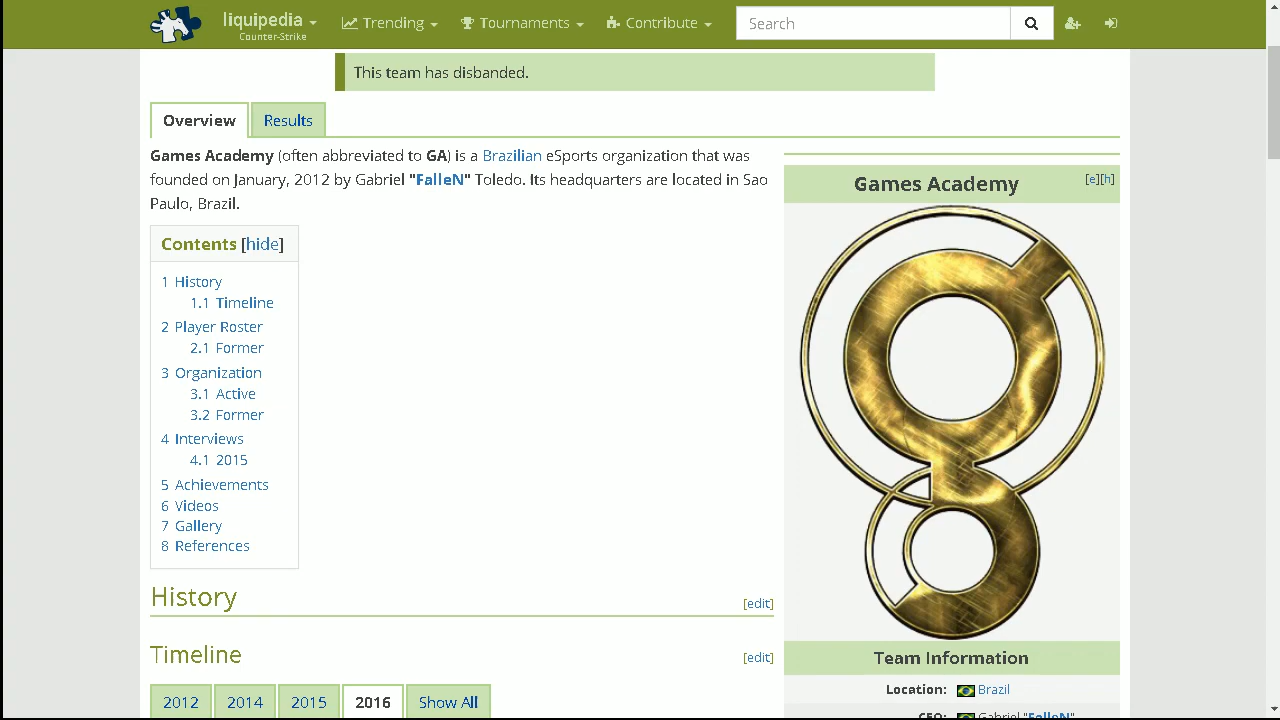 liquipedia
Counter-Strike
Trending
Tournaments
Contribute
Search
This team has disbanded.
Overview
Results
Games Academy (often abbreviated to GA) is a Brazilian eSports organization that was
founded on January, 2012 by Gabriel "FalleN" Toledo. Its headquarters are located in Sao
Paulo, Brazil.
Contents [hide]
1 History
1.1 Timeline
2 Player Roster
2.1 Former
3 Organization
3.1 Active
3.2 Former
4 Interviews
4.1 2015
5 Achievements
6 Videos
7 Gallery
8 References
History
[edit]
Timeline
[edit]
2012
2014
2015
2016
Show All
Games Academy
[e][h]
Team Information
Location: Brazil
CEO: Gabriel "FalleN"